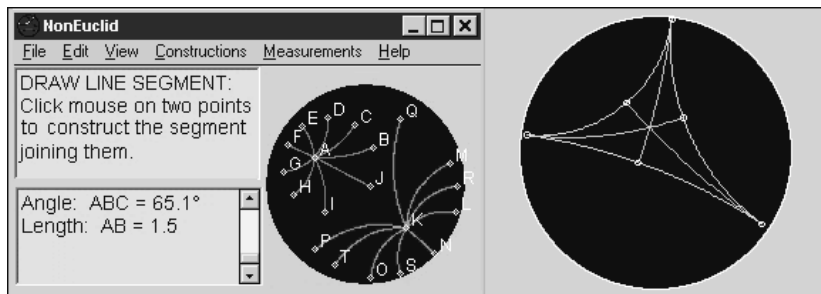 NonEuclid
File Edit View Constructions Measurements Help
DRAW LINE SEGMENT:
Click mouse on two points
to construct the segment
joining them.
Angle: ABC = 65.1°
Length: AB = 1.5
D
E
C
Q
F
A
B
G
M
H
J
R
I
L
K
P
N
T
O
S